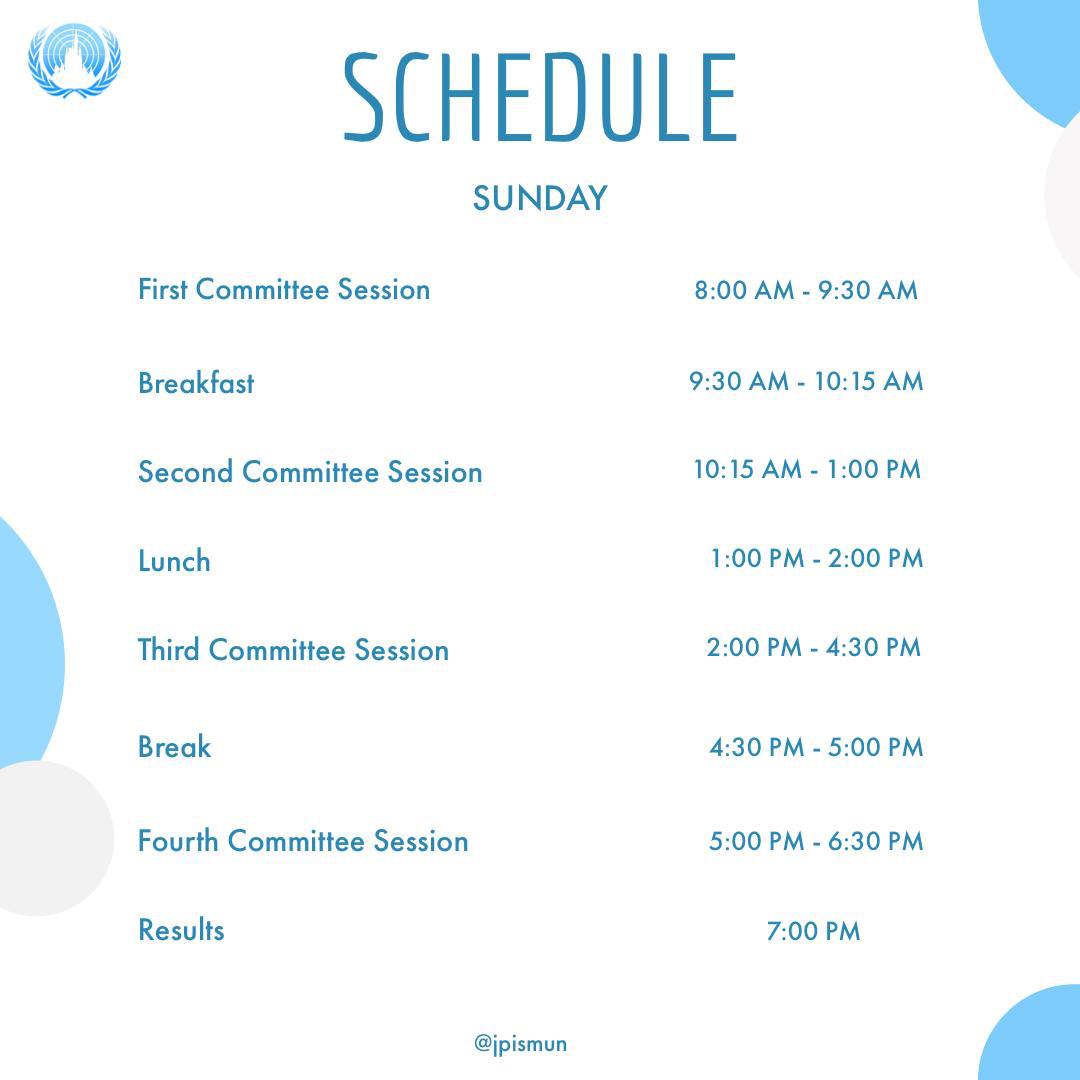 SCHEDULE
SUNDAY
First Committee Session 8:00 AM - 9:30 AM
Breakfast 9:30 AM - 10:15 AM
Second Committee Session 10:15 AM - 1:00 PM
Lunch 1:00 PM - 2:00 PM
Third Committee Session 2:00 PM - 4:30 PM
Break 4:30 PM - 5:00 PM
Fourth Committee Session 5:00 PM - 6:30 PM
Results 7:00 PM
@jpismun